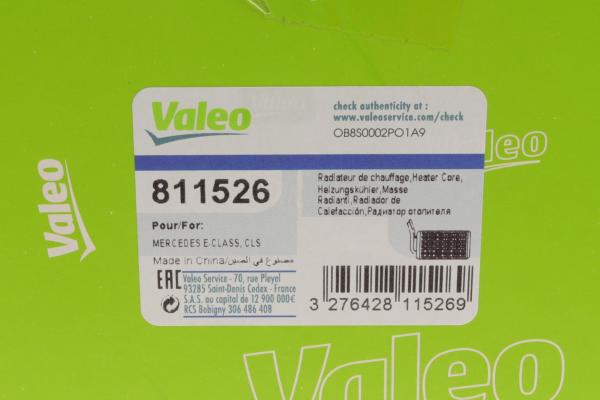 Valeo
check authenticity at :
www.valeoservice.com/check
OB8S0002PO1A9
Valeo
811526
Radiateur de chauffage,Heater Core,
Heizungskühler,Masse
Radianti,Radiador de
Calefacción,Радиатор отопителя
Pour/For:
MERCEDES E-CLASS, CLS
Made in China/مصنوع في الصين
EAC
Valeo Service - 70, rue Pleyel
93285 Saint-Denis Cedex - France
S.A.S. au capital de 12 900 000€
RCS Bobigny 306 486 408
3 276428 115269
Valeo
Valeo